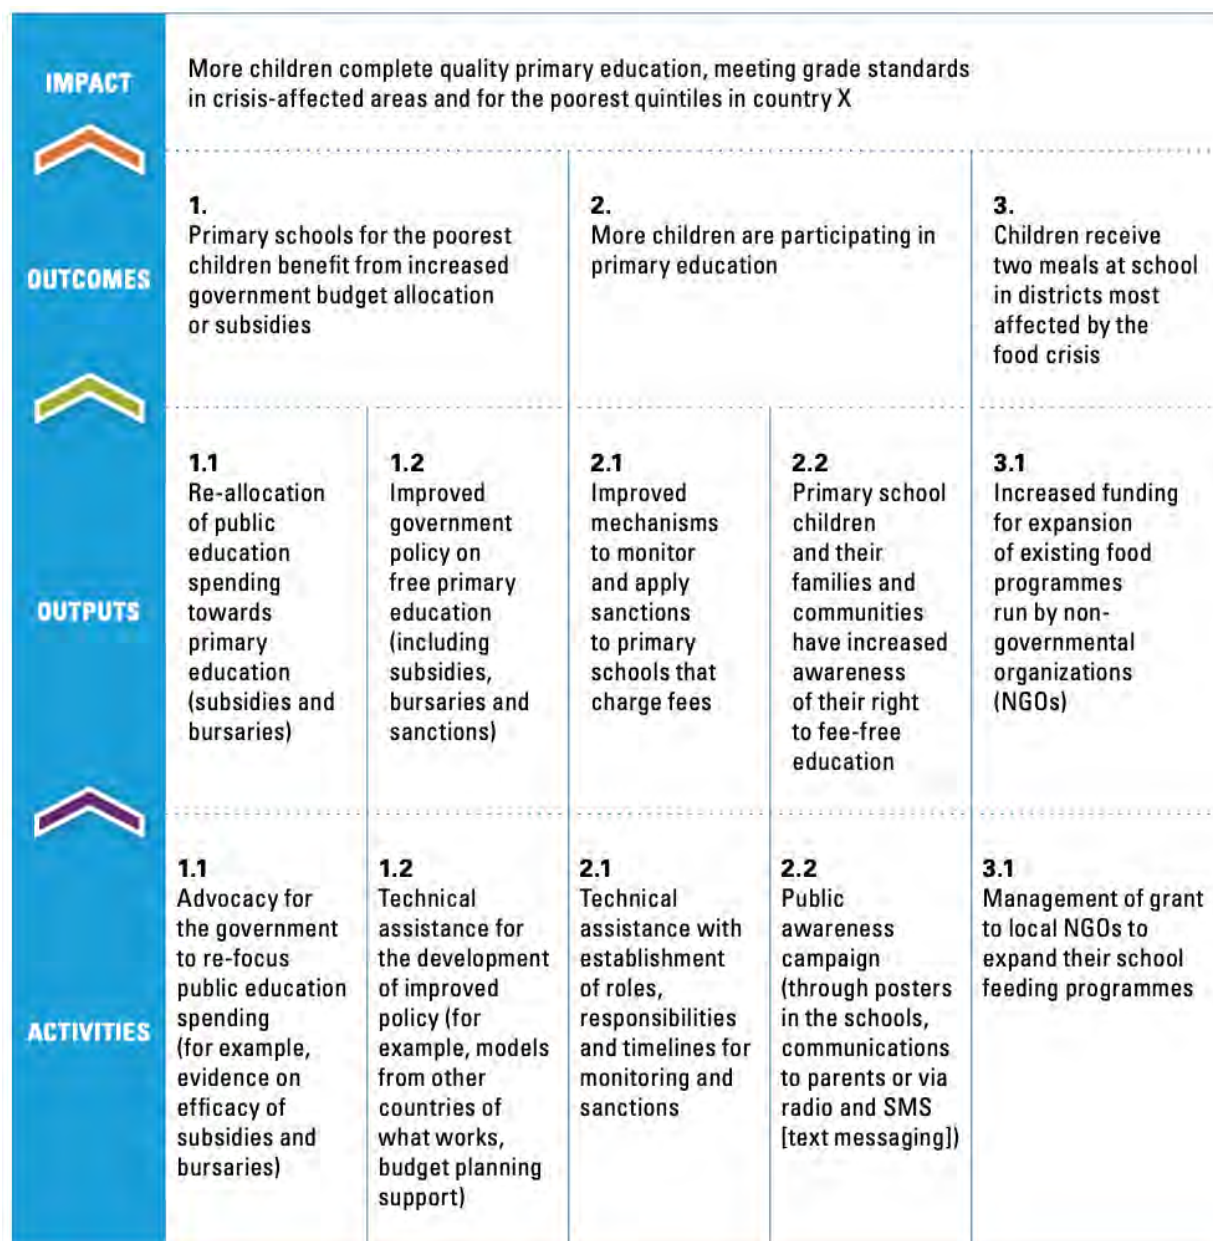 IMPACT
More children complete quality primary education, meeting grade standards
in crisis-affected areas and for the poorest quintiles in country X
OUTCOMES
1.
Primary schools for the poorest
children benefit from increased
government budget allocation
or subsidies
2.
More children are participating in
primary education
3.
Children receive
two meals at school
in districts most
affected by the
food crisis
OUTPUTS
1.1
Re-allocation
of public
education
spending
towards
primary
education
(subsidies and
bursaries)
1.2
Improved
government
policy on
free primary
education
(including
subsidies,
bursaries and
sanctions)
2.1
Improved
mechanisms
to monitor
and apply
sanctions
to primary
schools that
charge fees
2.2
Primary school
children
and their
families and
communities
have increased
awareness
of their right
to fee-free
education
3.1
Increased funding
for expansion
of existing food
programmes
run by non-
governmental
organizations
(NGOs)
ACTIVITIES
1.1
Advocacy for
the government
to re-focus
public education
spending
(for example,
evidence on
efficacy of
subsidies and
bursaries)
1.2
Technical
assistance for
the development
of improved
policy (for
example, models
from other
countries of
what works,
budget planning
support)
2.1
Technical
assistance with
establishment
of roles,
responsibilities
and timelines for
monitoring and
sanctions
2.2
Public
awareness
campaign
(through posters
in the schools,
communications
to parents or via
radio and SMS
[text messaging])
3.1
Management of grant
to local NGOs to
expand their school
feeding programmes